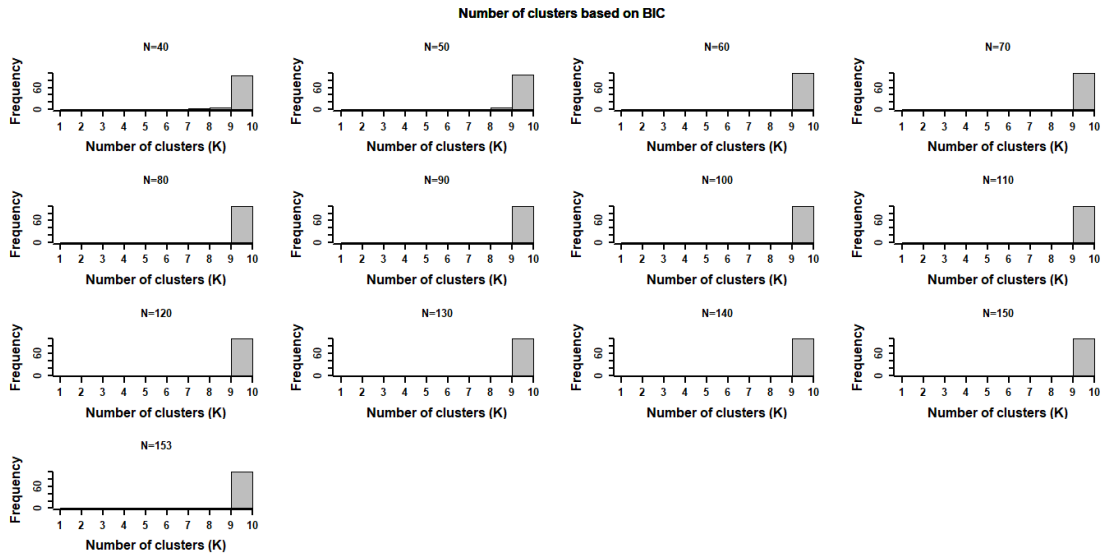 Number of clusters based on BIC
N=40
Frequency
0 60
1 2 3 4 5 6 7 8 9 10
Number of clusters (K)
N=50
Frequency
0 60
1 2 3 4 5 6 7 8 9 10
Number of clusters (K)
N=60
Frequency
0 60
1 2 3 4 5 6 7 8 9 10
Number of clusters (K)
N=70
Frequency
0 60
1 2 3 4 5 6 7 8 9 10
Number of clusters (K)
N=80
Frequency
0 60
1 2 3 4 5 6 7 8 9 10
Number of clusters (K)
N=90
Frequency
0 60
1 2 3 4 5 6 7 8 9 10
Number of clusters (K)
N=100
Frequency
0 60
1 2 3 4 5 6 7 8 9 10
Number of clusters (K)
N=110
Frequency
0 60
1 2 3 4 5 6 7 8 9 10
Number of clusters (K)
N=120
Frequency
0 60
1 2 3 4 5 6 7 8 9 10
Number of clusters (K)
N=130
Frequency
0 60
1 2 3 4 5 6 7 8 9 10
Number of clusters (K)
N=140
Frequency
0 60
1 2 3 4 5 6 7 8 9 10
Number of clusters (K)
N=150
Frequency
0 60
1 2 3 4 5 6 7 8 9 10
Number of clusters (K)
N=153
Frequency
0 60
1 2 3 4 5 6 7 8 9 10
Number of clusters (K)